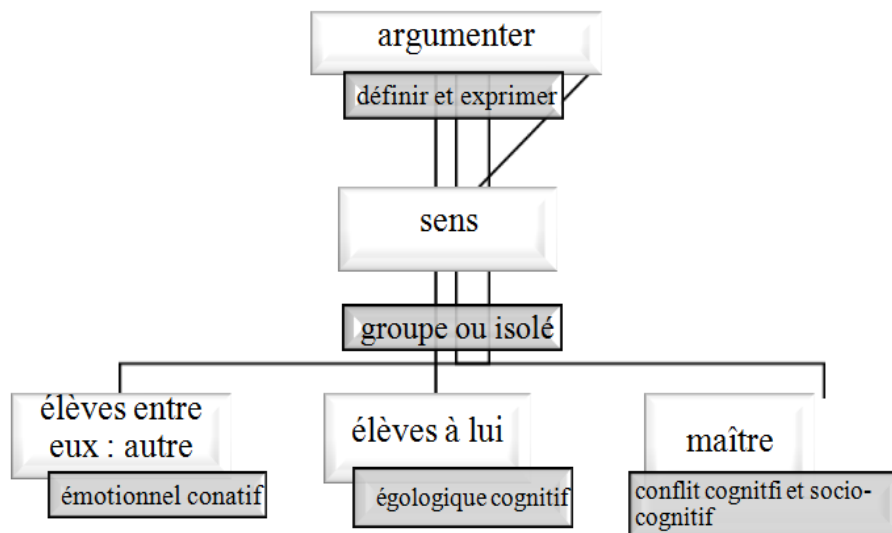 argumenter
définir et exprimer
sens
groupe ou isolé
élèves entre
eux : autre
émotionnel conatif
élèves à lui
égologique cognitif
maître
conflit cognitfi et socio-
cognitif